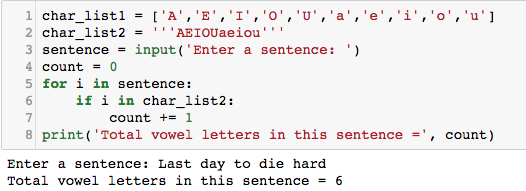 1 char_list1 = ['A','E','I','O','U','a','e','i','o','u']
2 char_list2 = '''AEIOUaeiou'''
3 sentence = input('Enter a sentence: ')
4 count = 0
5 for i in sentence:
6     if i in char_list2:
7         count += 1
8 print('Total vowel letters in this sentence =', count)
Enter a sentence: Last day to die hard
Total vowel letters in this sentence = 6